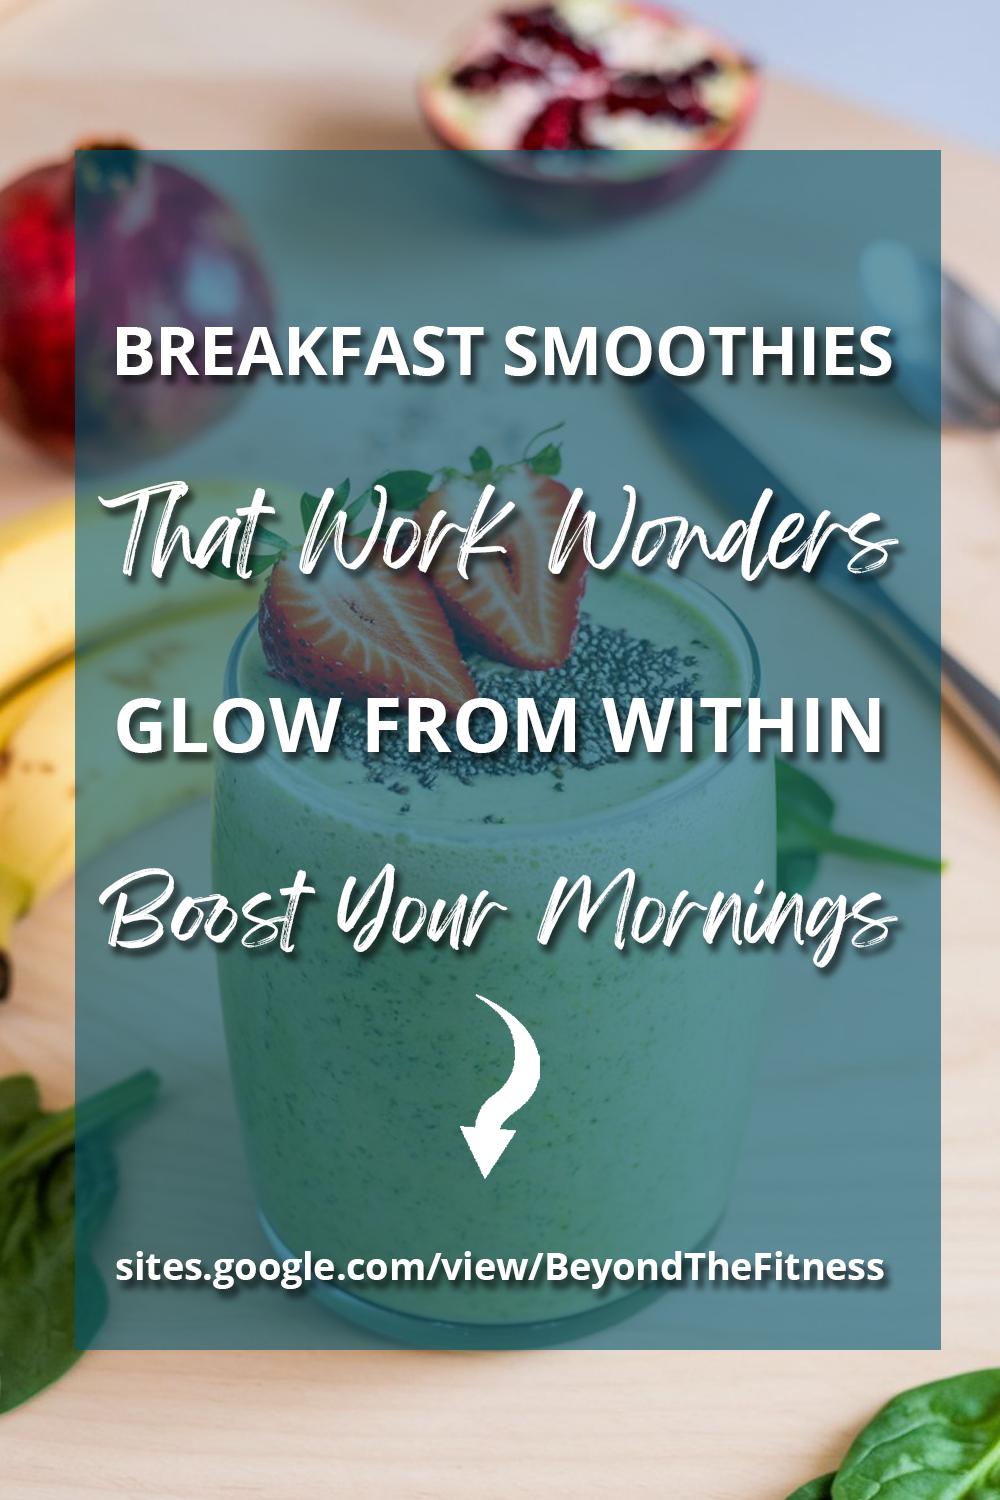 BREAKFAST SMOOTHIES
That Work Wonders
GLOW FROM WITHIN
Boost Your Mornings
sites.google.com/view/BeyondTheFitness